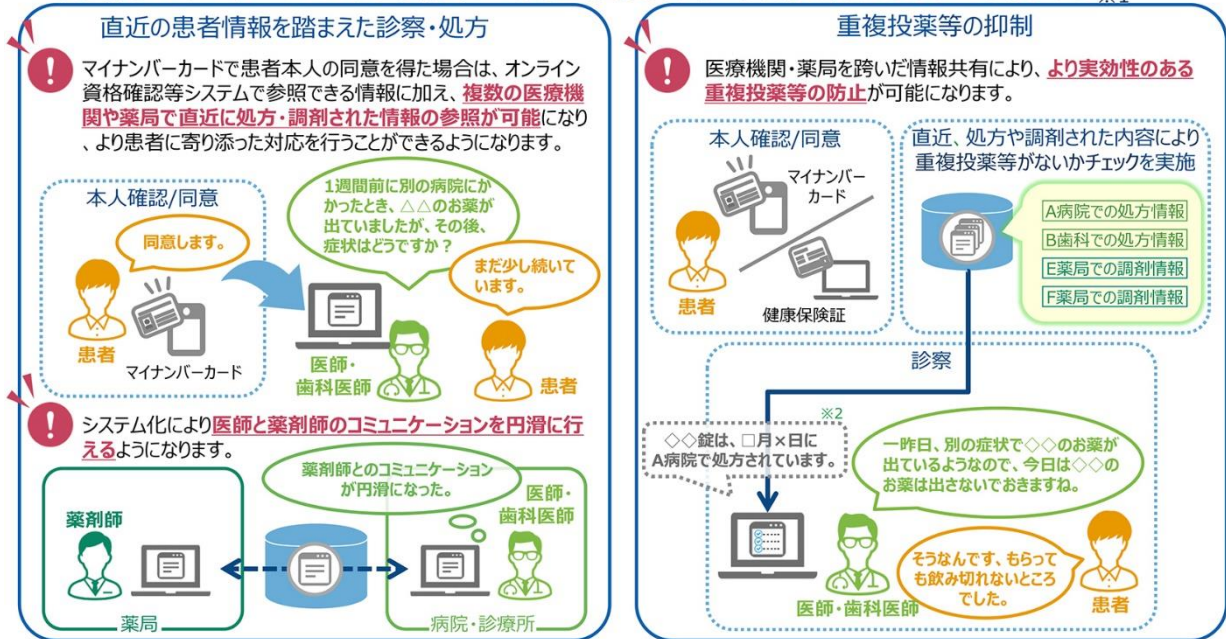 直近の患者情報を踏まえた診察・処方
マイナンバーカードで患者本人の同意を得た場合は、オンライン
資格確認等システムで参照できる情報に加え、複数の医療機
関や薬局で直近に処方・調剤された情報の参照が可能になり
、より患者に寄り添った対応を行うことができるようになります。
本人確認/同意
同意します。
患者
マイナンバーカード
1週間前に別の病院にか
かったとき、△△のお薬が
出ていましたが、その後、
症状はどうですか？
まだ少し続いて
います。
医師・
歯科医師
患者
システム化により医師と薬剤師のコミュニケーションを円滑に行
えるようになります。
薬剤師とのコミュニケーション
が円滑になった。
薬剤師
医師・
歯科医師
薬局
病院・診療所
重複投薬等の抑制
医療機関・薬局を跨いだ情報共有により、より実効性のある
重複投薬等の防止が可能になります。
本人確認/同意
マイナンバー
カード
患者
健康保険証
直近、処方や調剤された内容により
重複投薬等がないかチェックを実施
A病院での処方情報
B歯科での処方情報
E薬局での調剤情報
F薬局での調剤情報
診察
※2
◇◇錠は、□月×日に
A病院で処方されています。
一昨日、別の症状で◇◇のお薬が
出ているようなので、今日は◇◇の
お薬は出さないでおきますね。
そうなんです、もらって
も飲み切れないところ
でした。
医師・歯科医師
患者